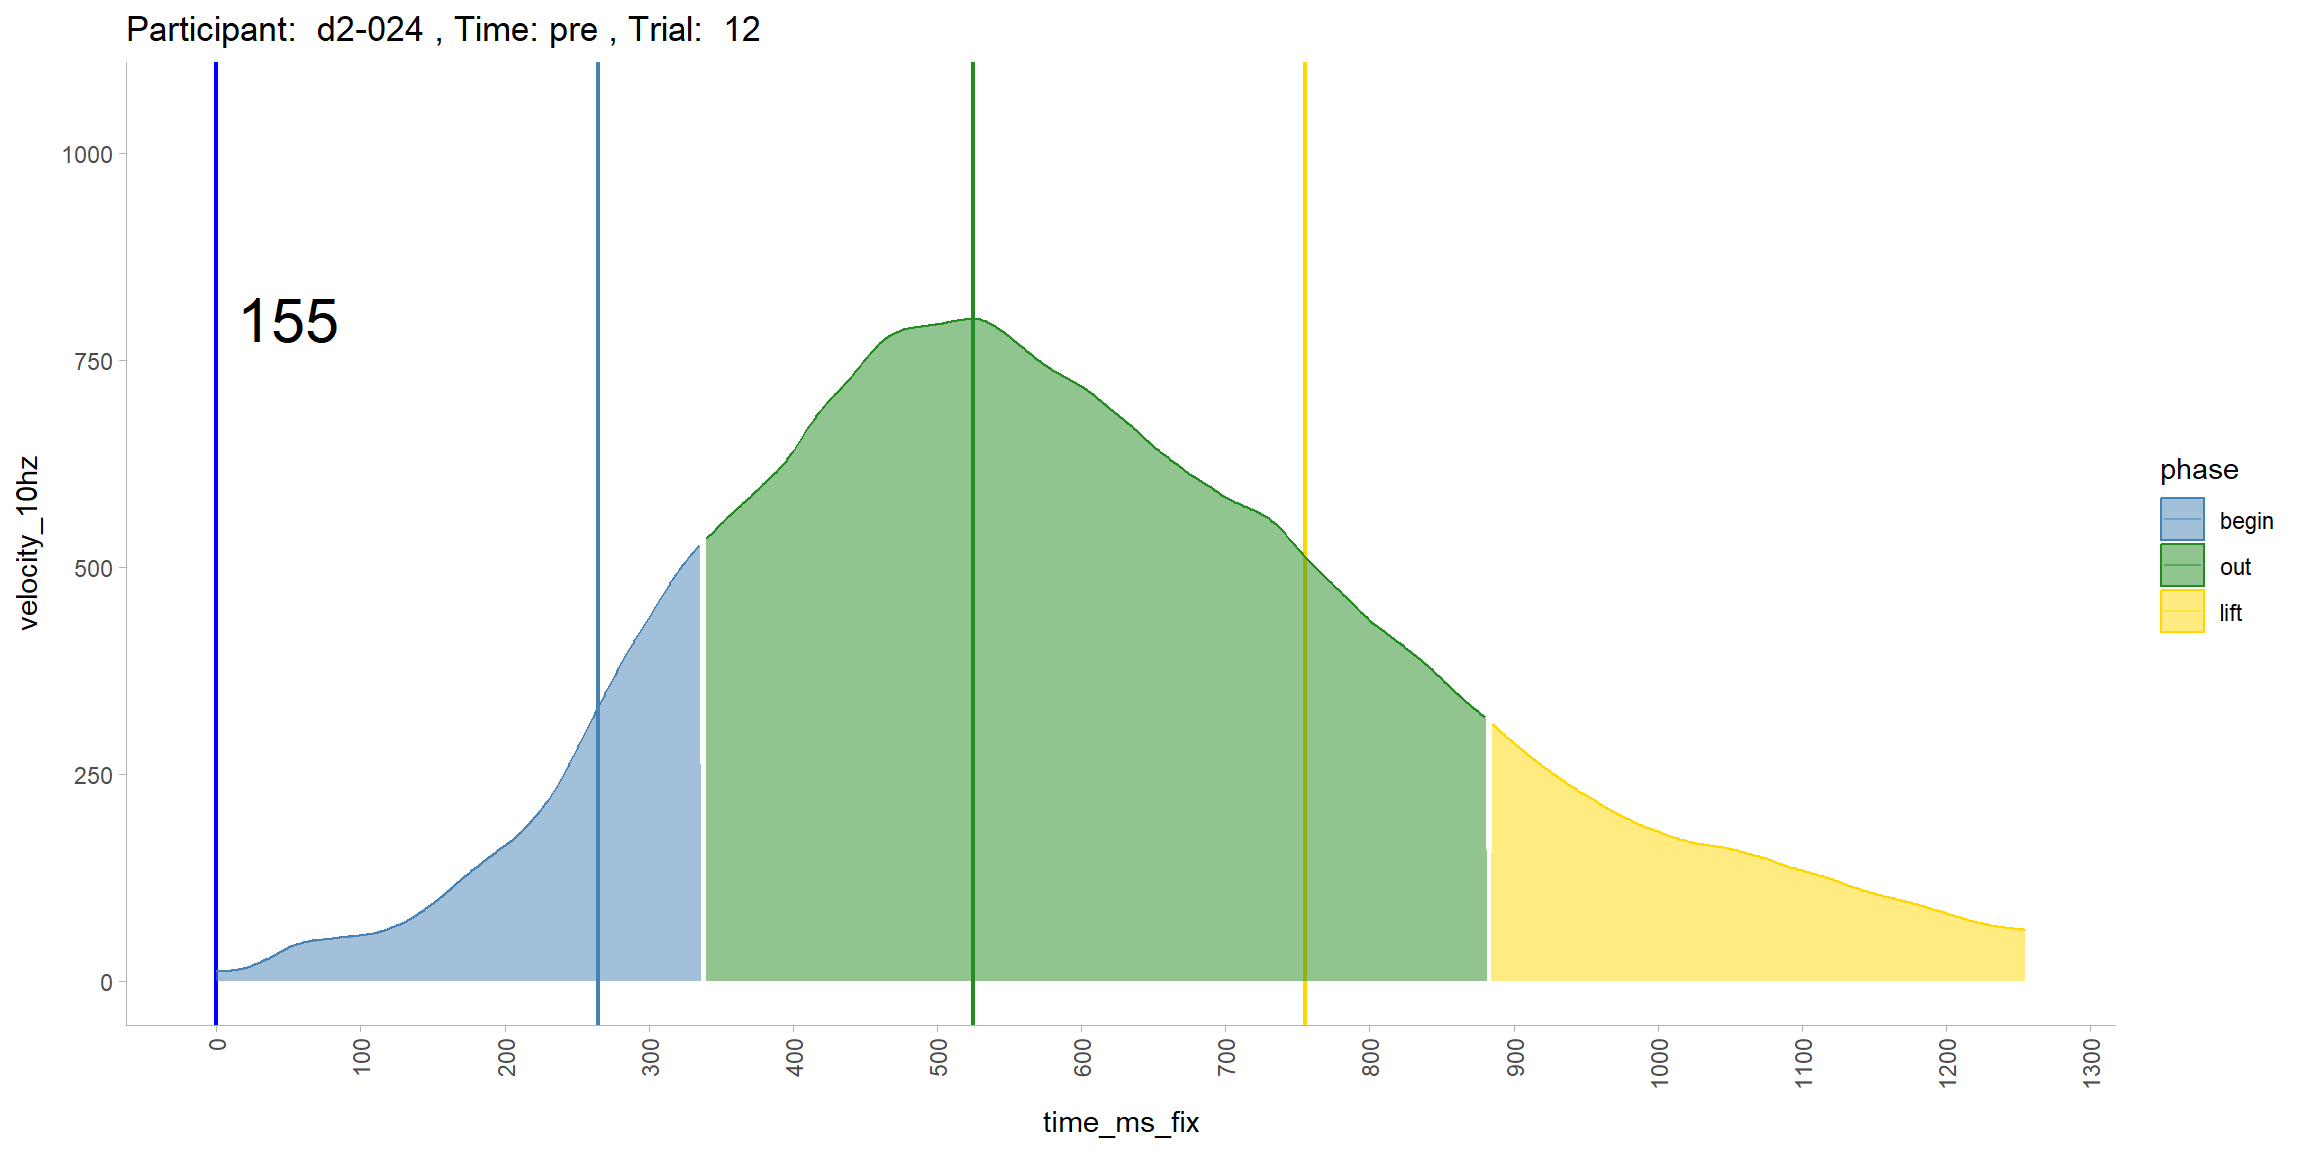 Participant:  d2-024 , Time: pre , Trial:  12
155
velocity_10hz
1000
750
500
250
0
0
100
200
300
400
500
600
700
800
900
1000
1100
1200
1300
time_ms_fix
phase
begin
out
lift